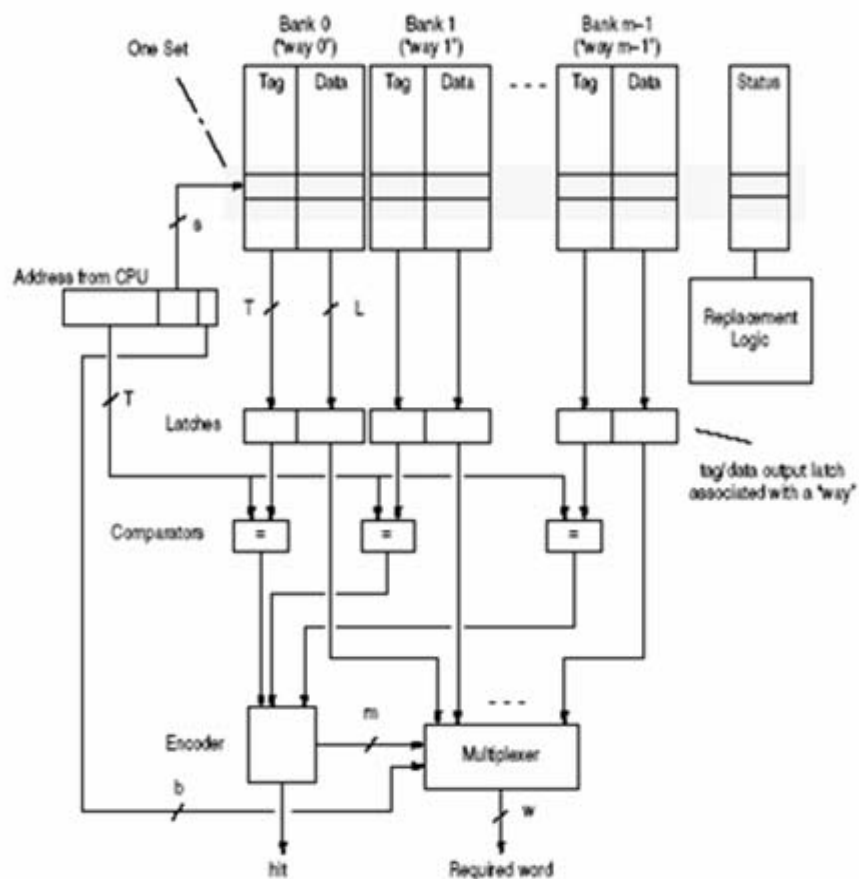 Bank 0
("way 0")
Bank 1
("way 1")
Bank m–1
("way m–1")
One Set
Tag
Data
Tag
Data
- - -
Tag
Data
Status
s
Address from CPU
T
L
Replacement
Logic
T
Latches
tag/data output latch
associated with a "way"
Comparators
=
=
=
- - -
Encoder
m
Multiplexer
b
w
hit
Required word